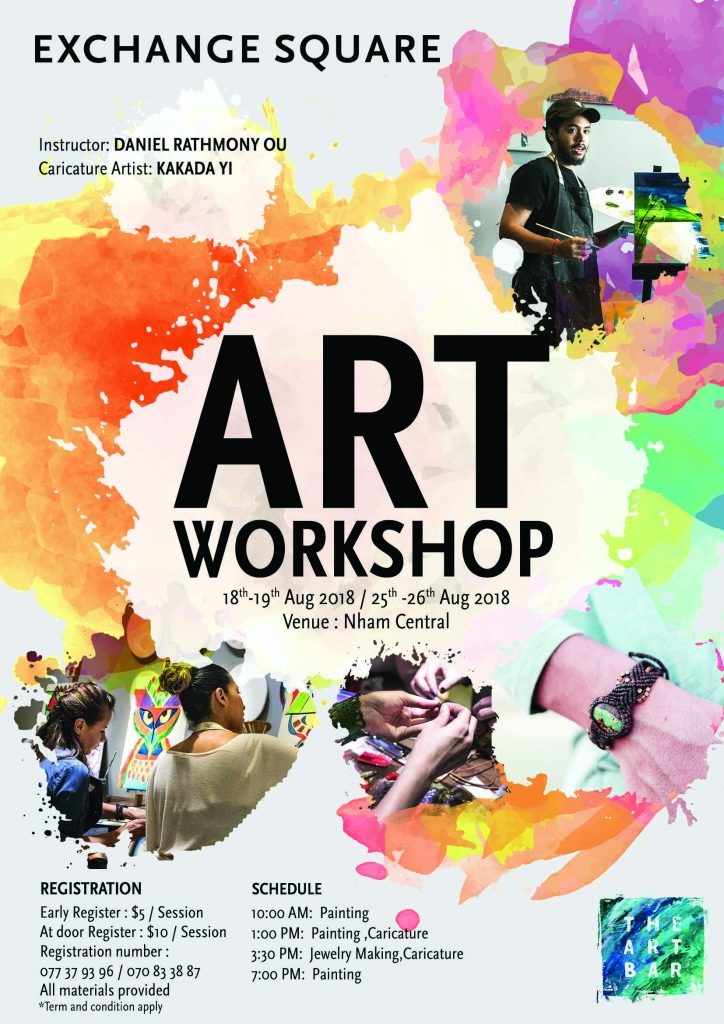 EXCHANGE SQUARE
Instructor: DANIEL RATHMONY OU
Caricature Artist: KAKADA YI
ART
WORKSHOP
18th-19th Aug 2018 / 25th -26th Aug 2018
Venue : Nham Central
REGISTRATION
Early Register : $5 / Session
At door Register : $10 / Session
Registration number :
077 37 93 96 / 070 83 38 87
All materials provided
*Term and condition apply
SCHEDULE
10:00 AM: Painting
1:00 PM: Painting ,Caricature
3:30 PM: Jewelry Making,Caricature
7:00 PM: Painting
THE
ART
BAR